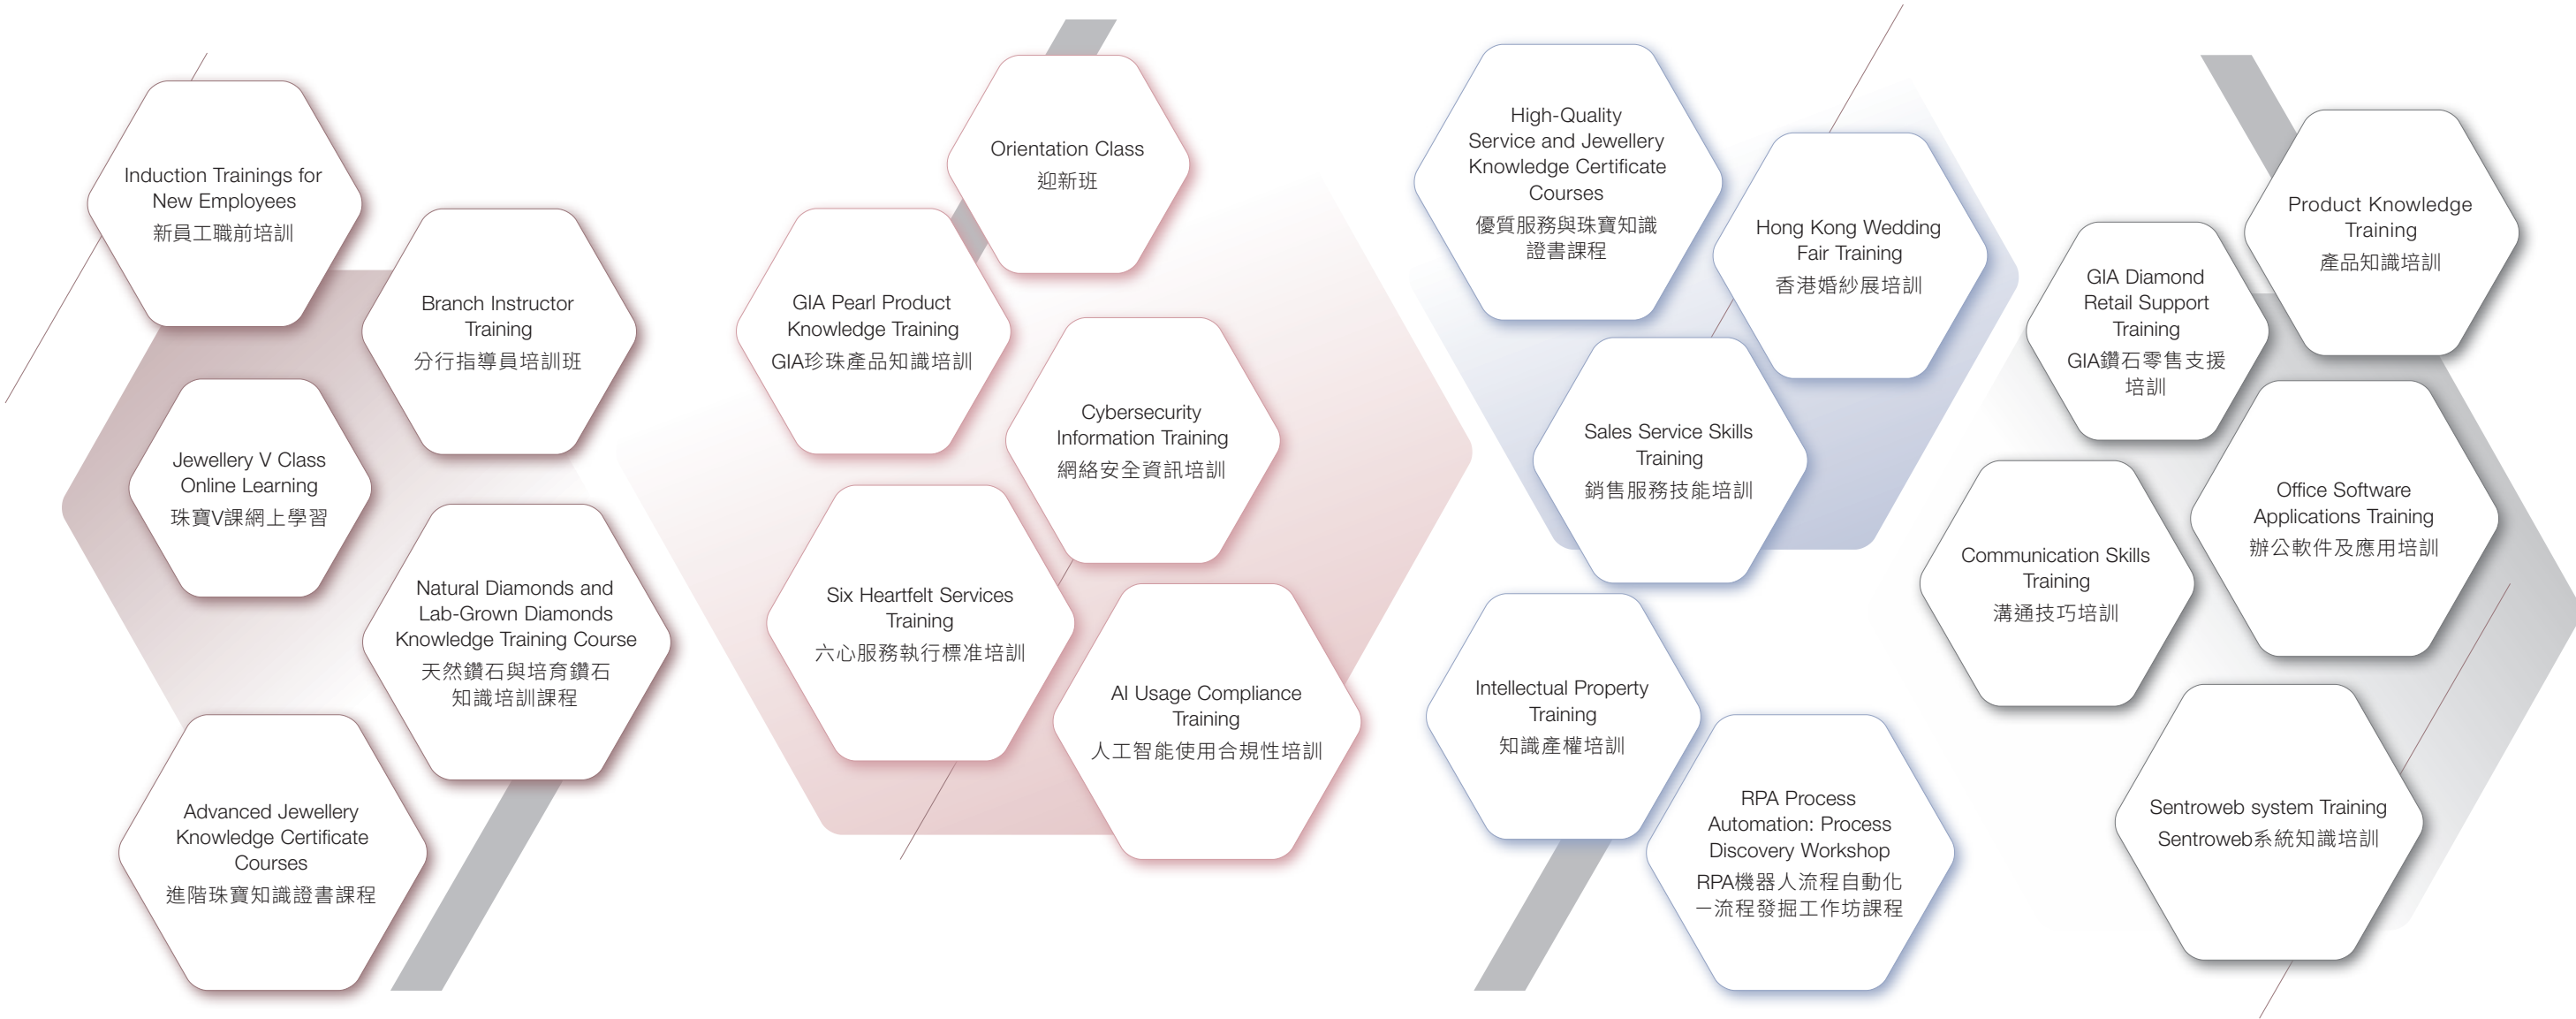 Induction Trainings for
New Employees
新員工職前培訓
Branch Instructor
Training
分行指導員培訓班
Jewellery V Class
Online Learning
珠寶V課網上學習
Natural Diamonds and
Lab-Grown Diamonds
Knowledge Training Course
天然鑽石與培育鑽石
知識培訓課程
Advanced Jewellery
Knowledge Certificate
Courses
進階珠寶知識證書課程
Orientation Class
迎新班
GIA Pearl Product
Knowledge Training
GIA珍珠產品知識培訓
Cybersecurity
Information Training
網絡安全資訊培訓
Six Heartfelt Services
Training
六心服務執行標准培訓
AI Usage Compliance
Training
人工智能使用合規性培訓
High-Quality
Service and Jewellery
Knowledge Certificate
Courses
優質服務與珠寶知識
證書課程
Hong Kong Wedding
Fair Training
香港婚紗展培訓
Sales Service Skills
Training
銷售服務技能培訓
Intellectual Property
Training
知識產權培訓
RPA Process
Automation: Process
Discovery Workshop
RPA機器人流程自動化
－流程發掘工作坊課程
Product Knowledge
Training
產品知識培訓
GIA Diamond
Retail Support
Training
GIA鑽石零售支援
培訓
Office Software
Applications Training
辦公軟件及應用培訓
Communication Skills
Training
溝通技巧培訓
Sentroweb system Training
Sentroweb系統知識培訓